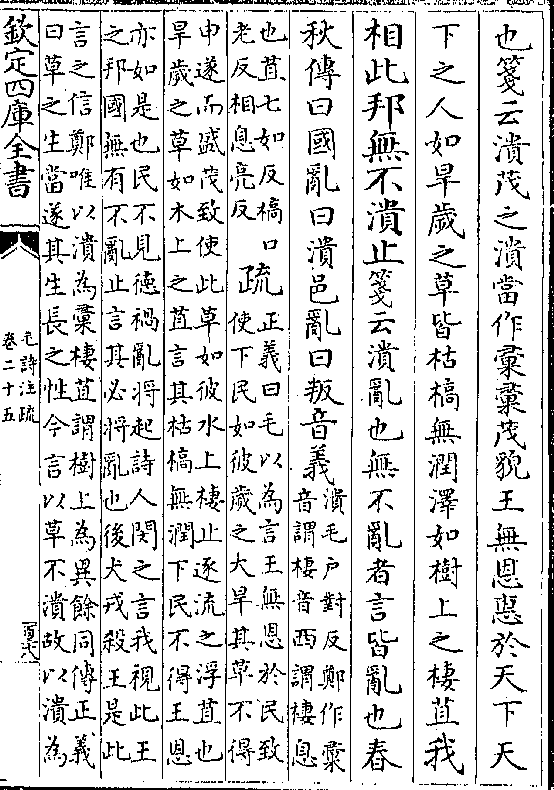 也箋云潰茂之潰當作彚彚茂貌王無恩惠於天下天
下之人如旱歲之草皆枯槁無潤澤如樹上之棲苴我
相此邦無不潰止箋云潰亂也無不亂者言皆亂也春
秋傳曰國亂曰潰邑亂曰叛音義潰毛戶對反鄭作彚
音謂棲音西謂棲息
也苴七如反槁口
老反相息亮反疏正義曰毛以為言王無恩於民致
使下民如彼歲之大旱其草不得
申遂而盛茂致使此草如彼水上棲止逐流之浮苴也
旱歲之草如木上之苴言其枯槁無潤下民不得王恩
亦如是也民不見德禍亂將起詩人閔之言我視此王
之邦國無有不亂止言其必將亂也後犬戎殺王是此
言之信鄭唯以潰為彚棲苴謂樹上為異餘同傳正義
曰草之生當遂其生長之性今言以草不潰故以潰為
欽定四庫全書
毛詩注疏
卷二十五